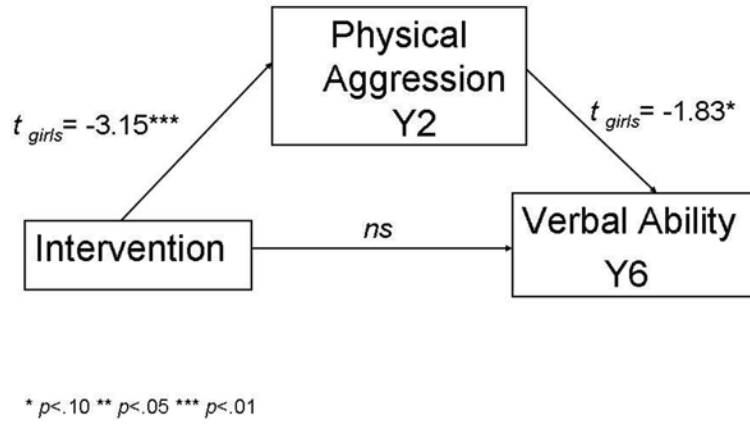 Physical
Aggression
Y2
t girls= -3.15***
t girls= -1.83*
Intervention
ns
Verbal Ability
Y6
* p<.10 ** p<.05 *** p<.01